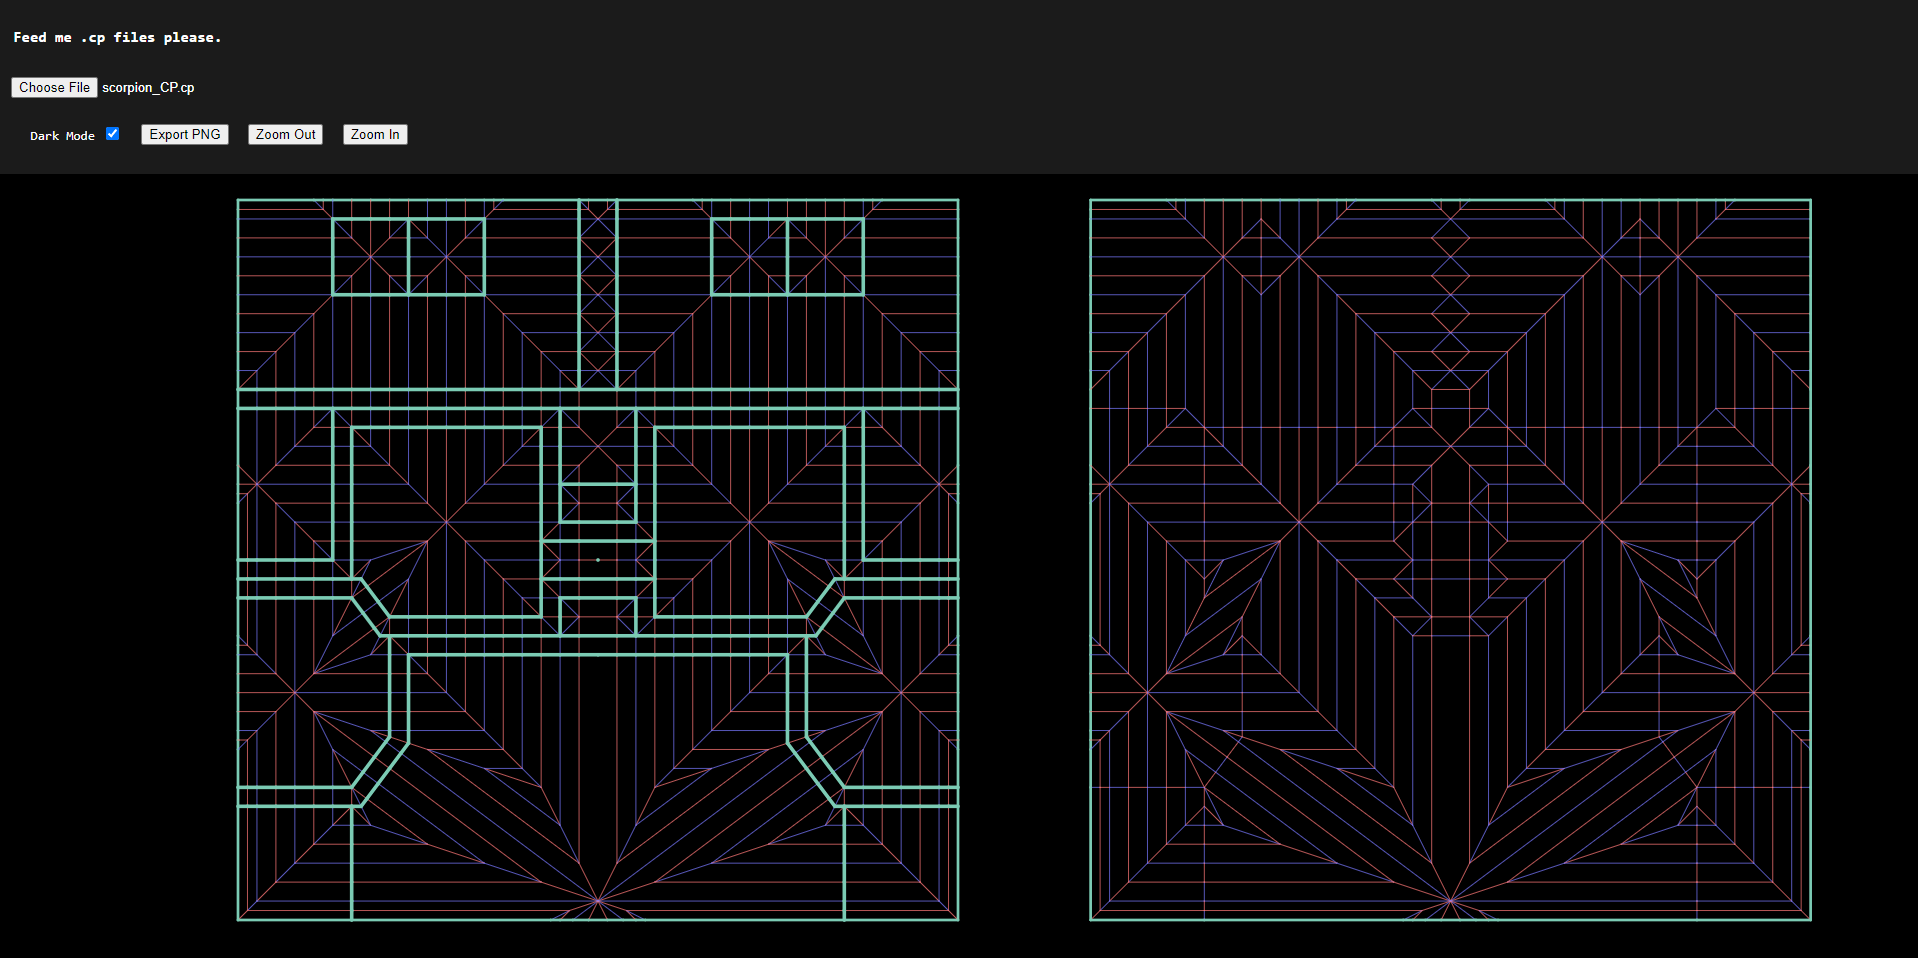 Feed me .cp files please.
Choose File scorpion_CP.cp
Dark Mode Export PNG Zoom Out Zoom In